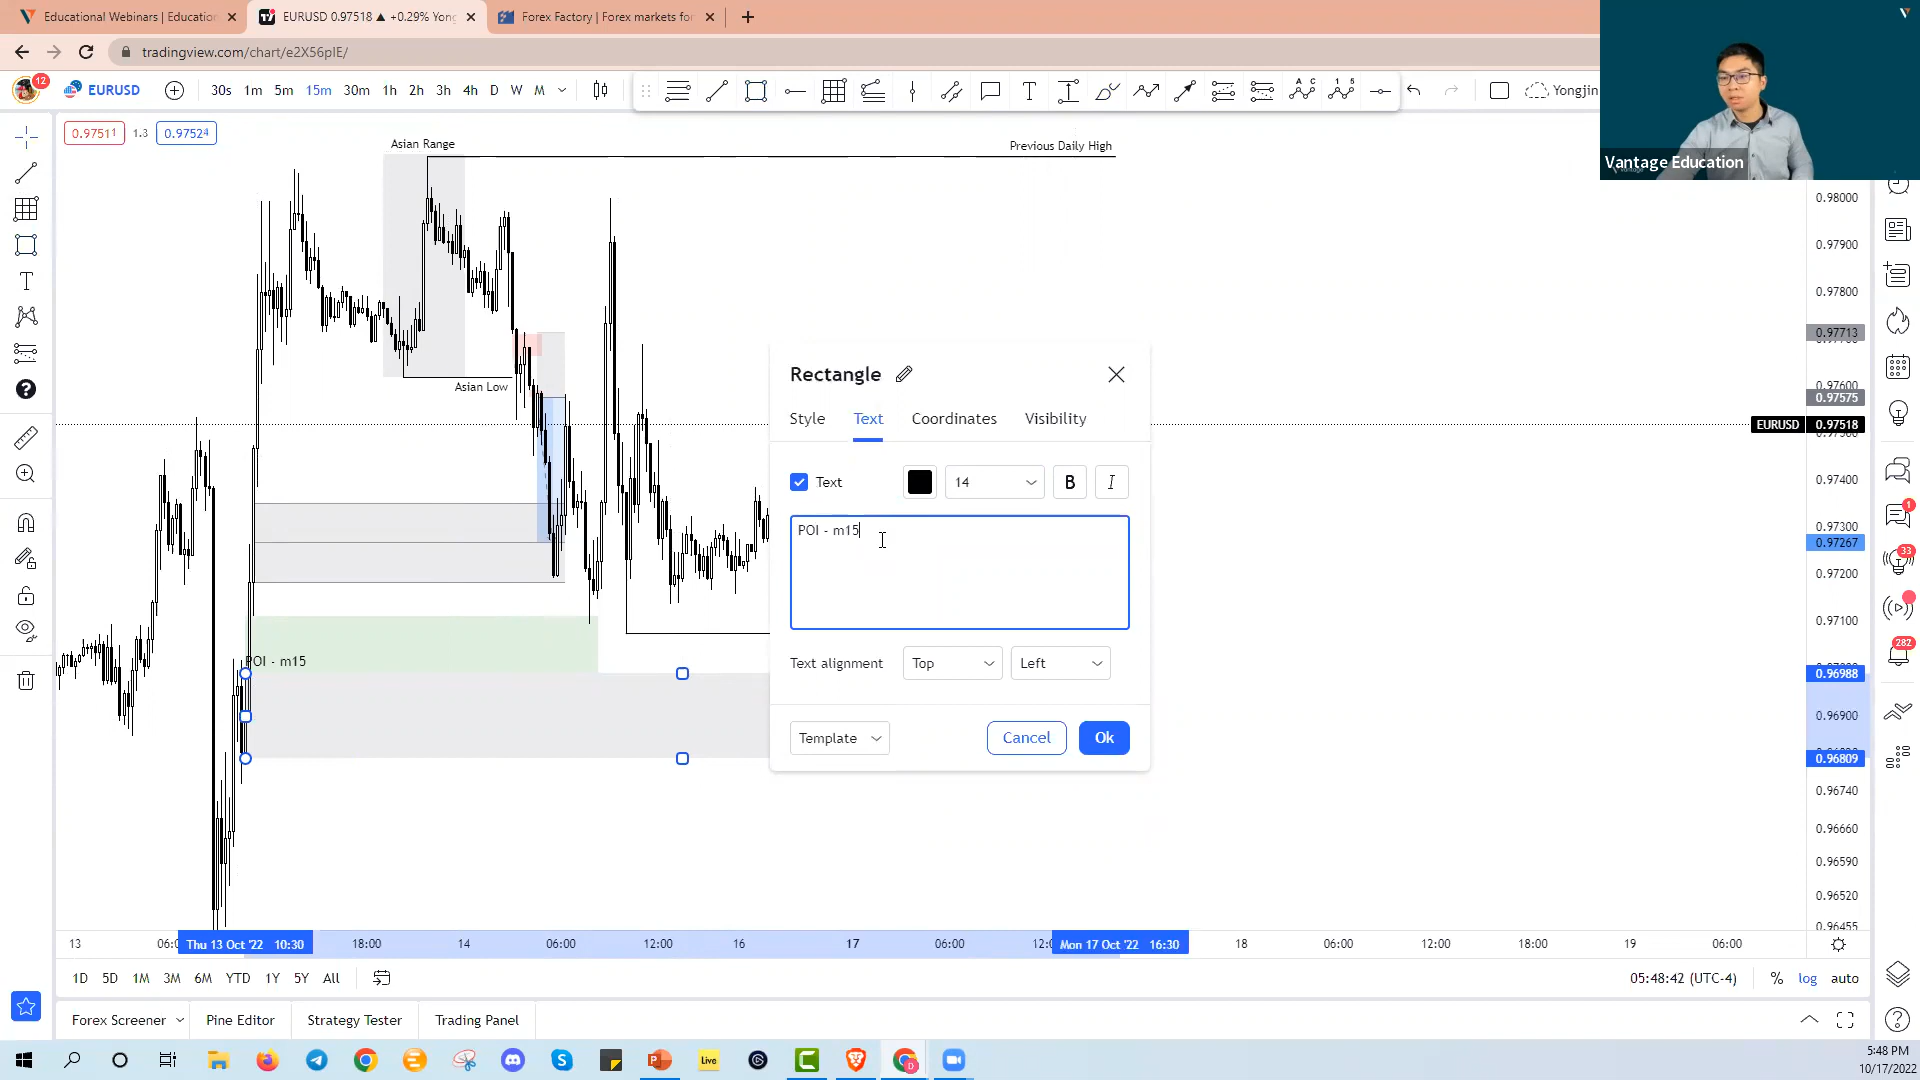 Educational Webinars | Education
EURUSD 0.97518 ▲ +0.29% Yong
Forex Factory | Forex markets for
tradingview.com/chart/e2X56pIE/
12
EURUSD
30s 1m 5m 15m 30m 1h 2h 3h 4h D W M
Yongjin
Vantage Education
0.97511 1.3 0.97524
Asian Range
Previous Daily High
Asian Low
POI - m15
Rectangle
Style Text Coordinates Visibility
Text 14 B I
POI - m15
Text alignment Top Left
Template Cancel Ok
0.98000
0.97900
0.97800
0.97713
0.97600
0.97575
EURUSD 0.97518
0.97400
0.97300
0.97267
0.97200
0.97100
0.96988
0.96900
0.96809
0.96740
0.96660
0.96590
0.96520
0.96455
13 Thu 13 Oct '22 10:30 18:00 14 06:00 12:00 16 17 06:00 Mon 17 Oct '22 16:30 18 06:00 12:00 18:00 19 06:00
1D 5D 1M 3M 6M YTD 1Y 5Y All
05:48:42 (UTC-4) % log auto
Forex Screener Pine Editor Strategy Tester Trading Panel
1
33
282
Live
5:48 PM
10/17/2022